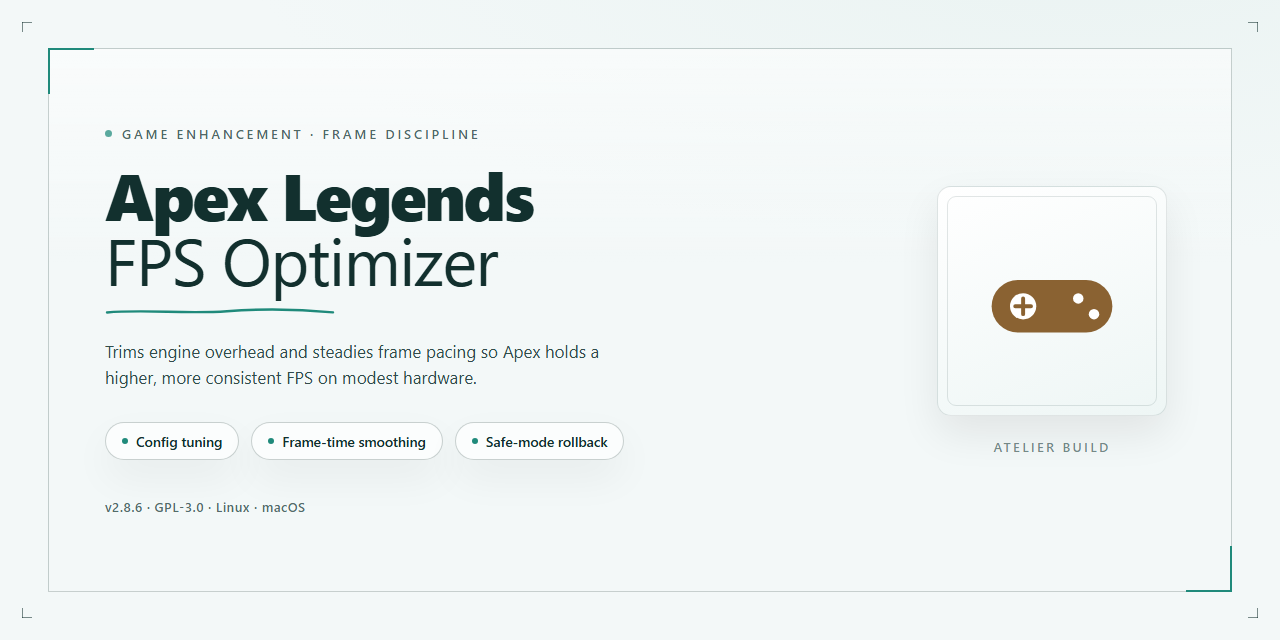 GAME ENHANCEMENT · FRAME DISCIPLINE
Apex Legends
FPS Optimizer
Trims engine overhead and steadies frame pacing so Apex holds a
higher, more consistent FPS on modest hardware.
Config tuning
Frame-time smoothing
Safe-mode rollback
v2.8.6 · GPL-3.0 · Linux · macOS
ATELIER BUILD